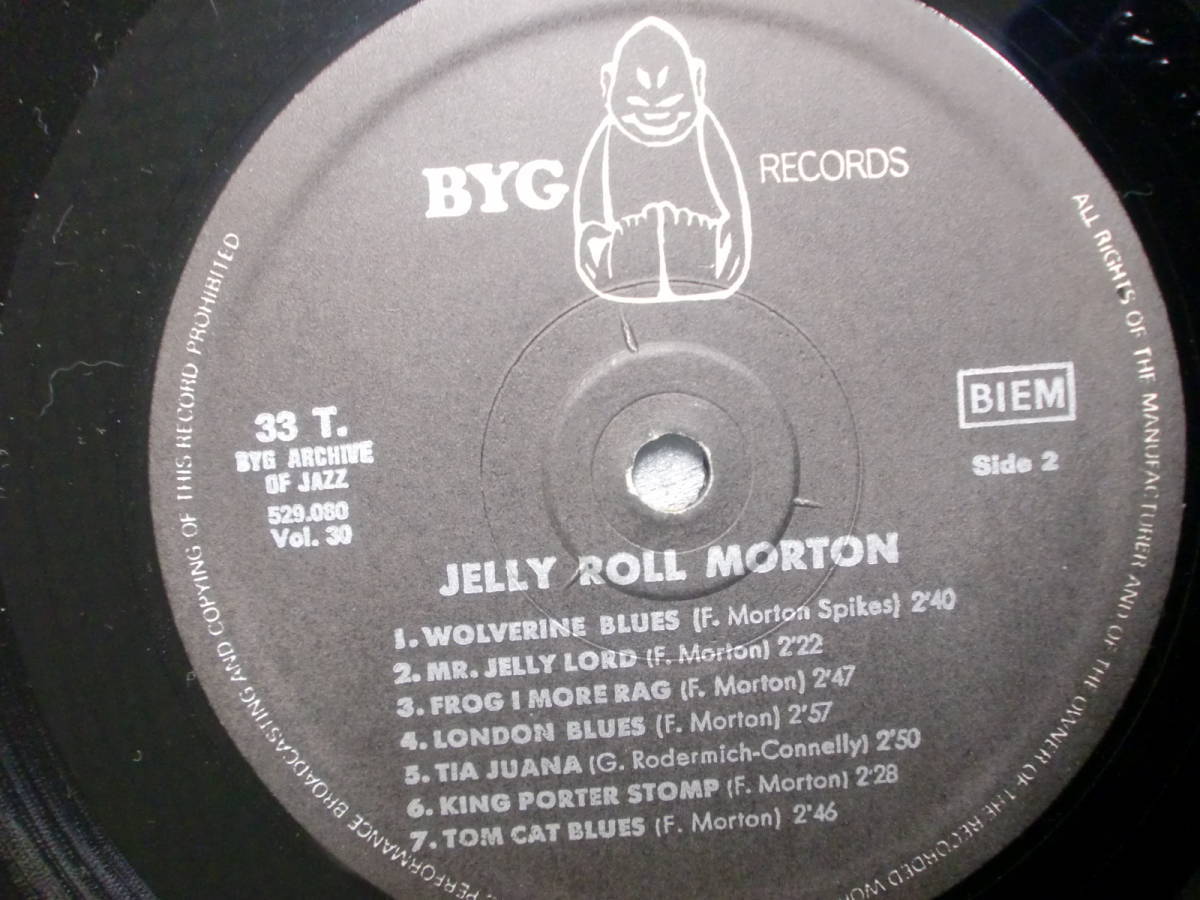 BYG RECORDS
33 T.
BYG ARCHIVE
OF JAZZ
529.080
Vol. 30
BIEM
Side 2
JELLY ROLL MORTON
1. WOLVERINE BLUES (F. Morton Spikes) 2'40
2. MR. JELLY LORD (F. Morton) 2'22
3. FROG I MORE RAG (F. Morton) 2'47
4. LONDON BLUES (F. Morton) 2'57
5. TIA JUANA (G. Rodermich-Connelly) 2'50
6. KING PORTER STOMP (F. Morton) 2'28
7. TOM CAT BLUES (F. Morton) 2'46
ALL RIGHTS OF THE MANUFACTURER AND OF THE OWNER OF THE RECORDED
PERFORMANCE BROADCASTING AND COPYING OF THIS RECORD PROHIBITED